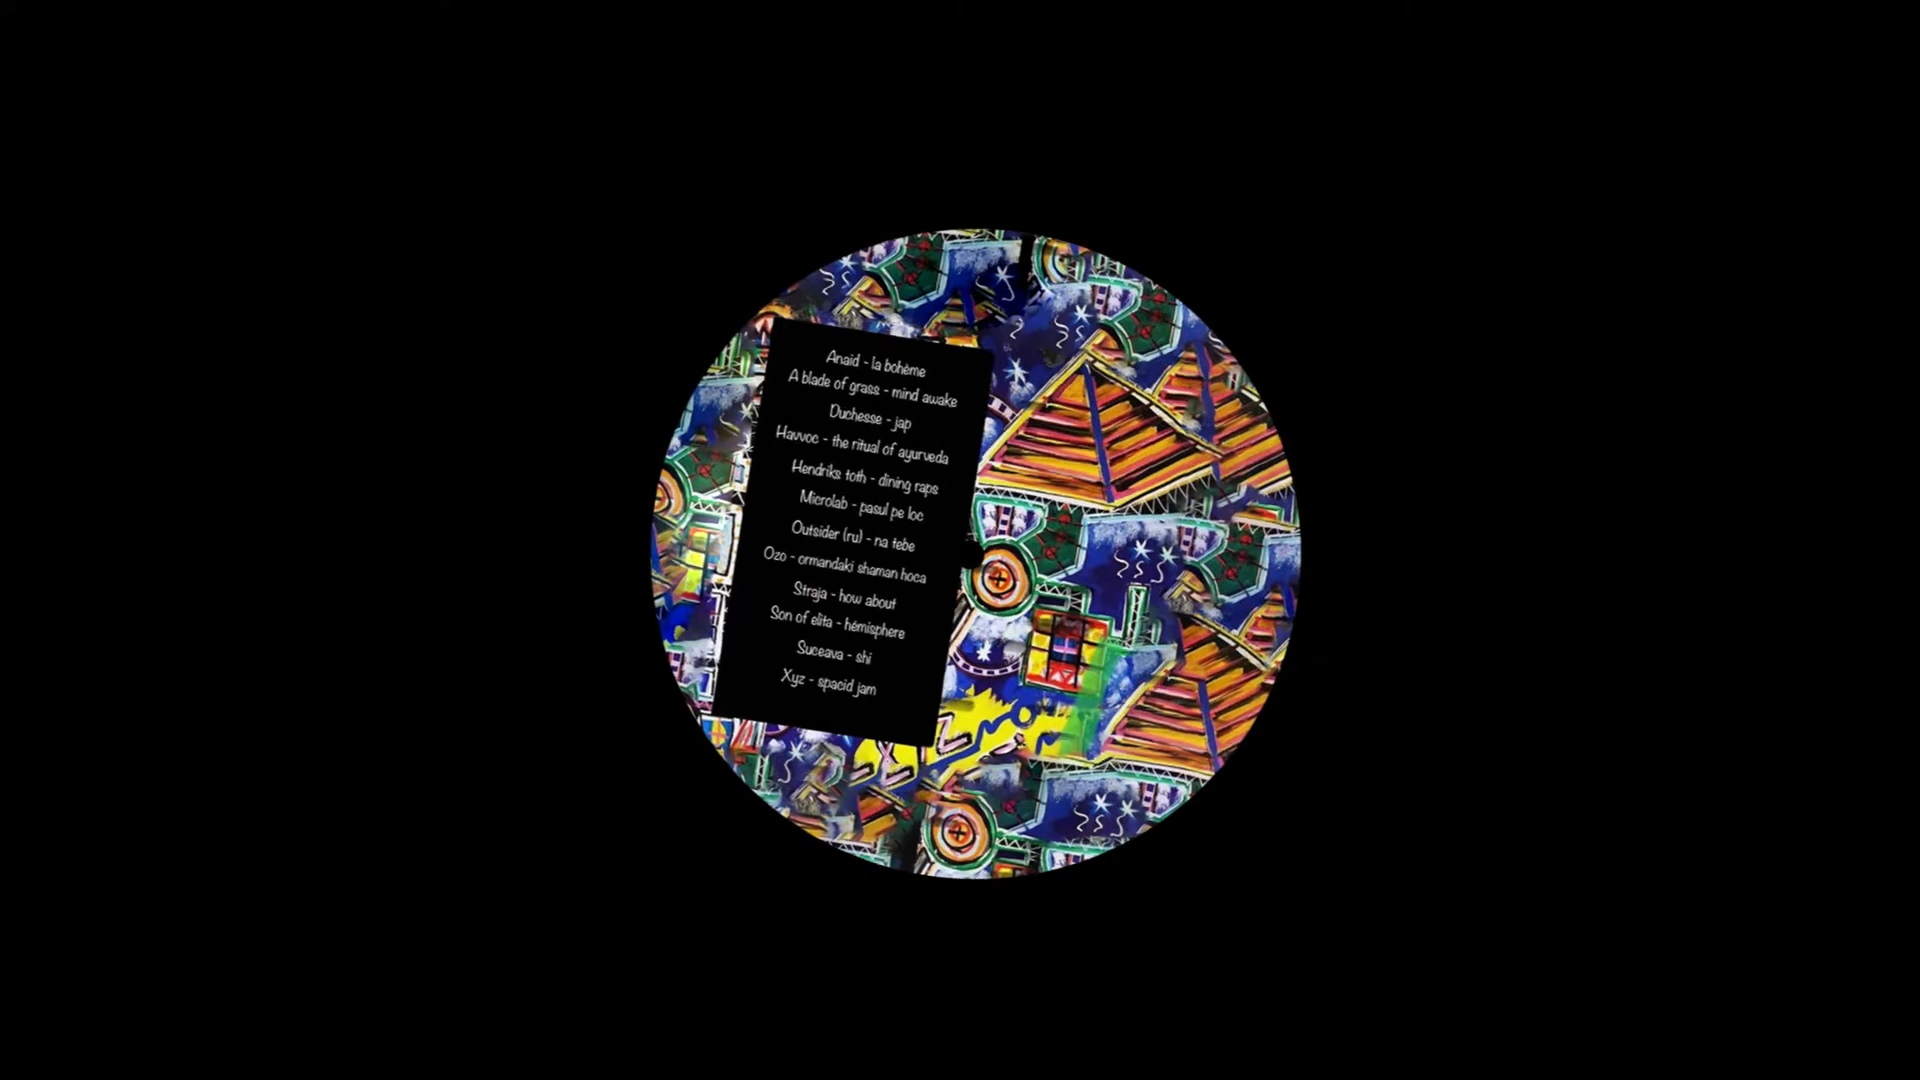 Anaid - la bohème
A blade of grass - mind awake
Duchesse - jap
Havvoc - the ritual of ayurveda
Hendriks toth - dining raps
Microlab - pasul pe loc
Outsider (ru) - na tebe
Ozo - ormandaki shaman hoca
Straja - how about
Son of elita - hémisphere
Suceava - shi
Xyz - spacid jam